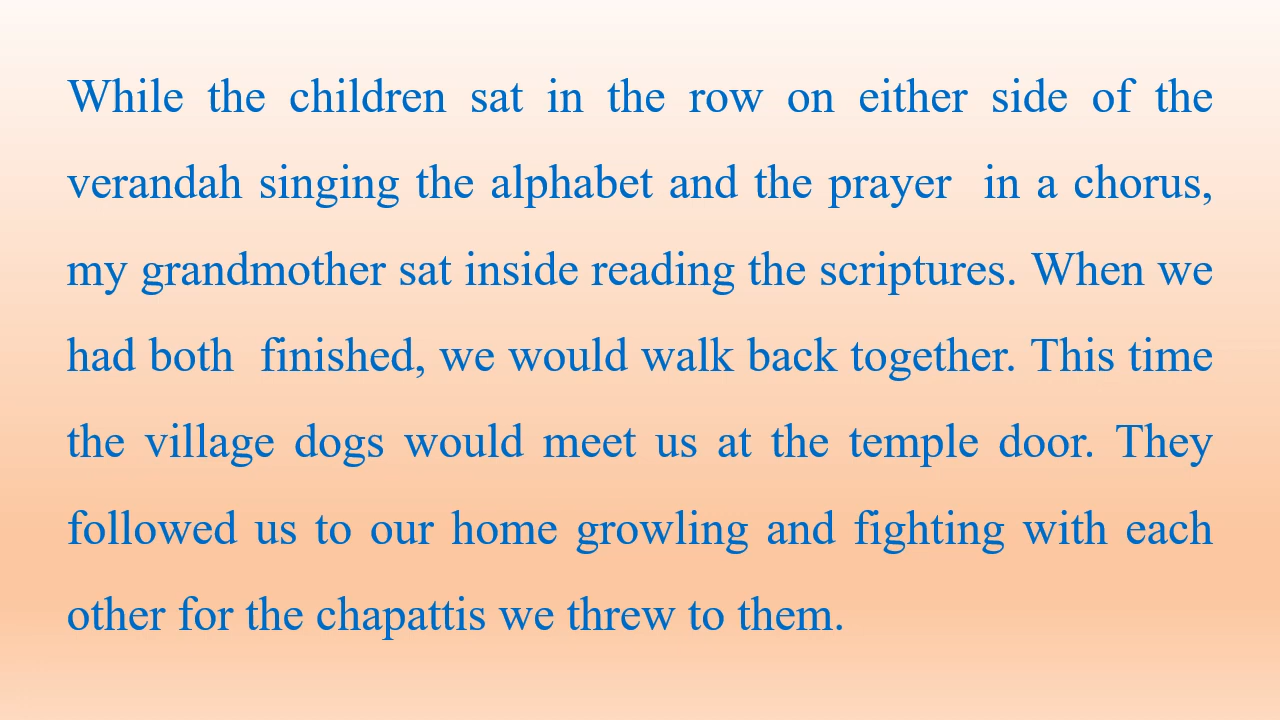 While the children sat in the row on either side of the
verandah singing the alphabet and the prayer  in a chorus,
my grandmother sat inside reading the scriptures. When we
had both  finished, we would walk back together. This time
the village dogs would meet us at the temple door. They
followed us to our home growling and fighting with each
other for the chapattis we threw to them.